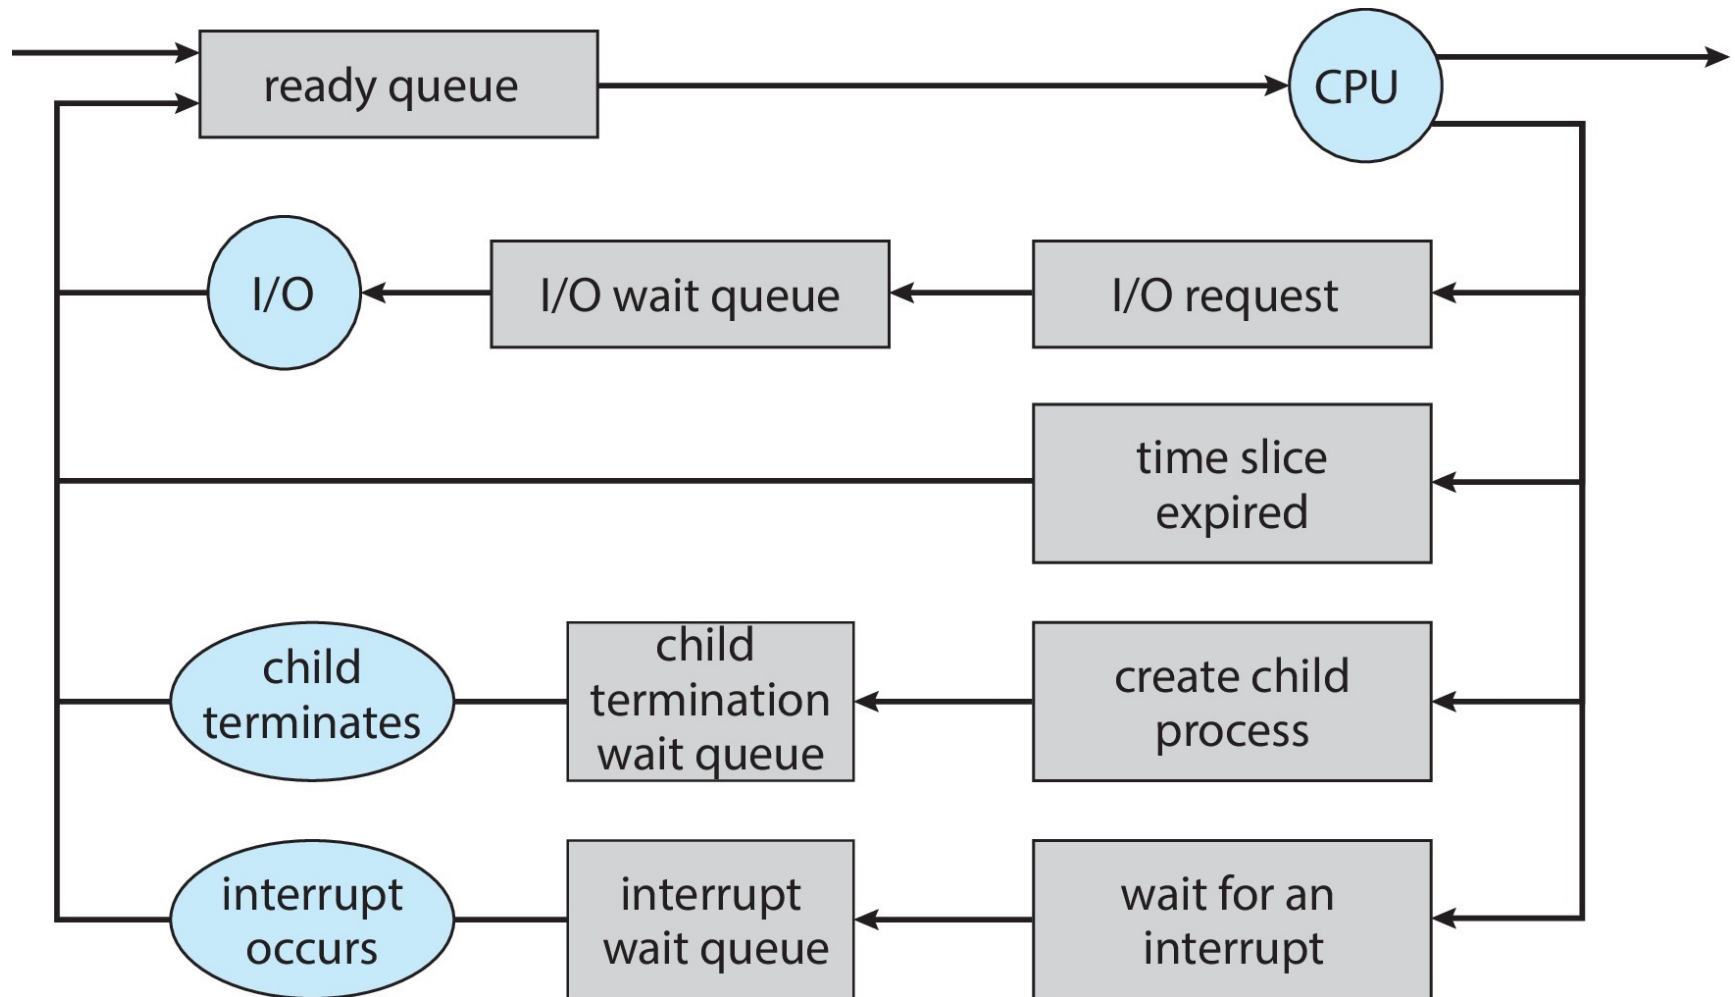 ready queue
CPU
I/O
I/O wait queue
I/O request
time slice
expired
child
terminates
child
termination
wait queue
create child
process
interrupt
occurs
interrupt
wait queue
wait for an
interrupt